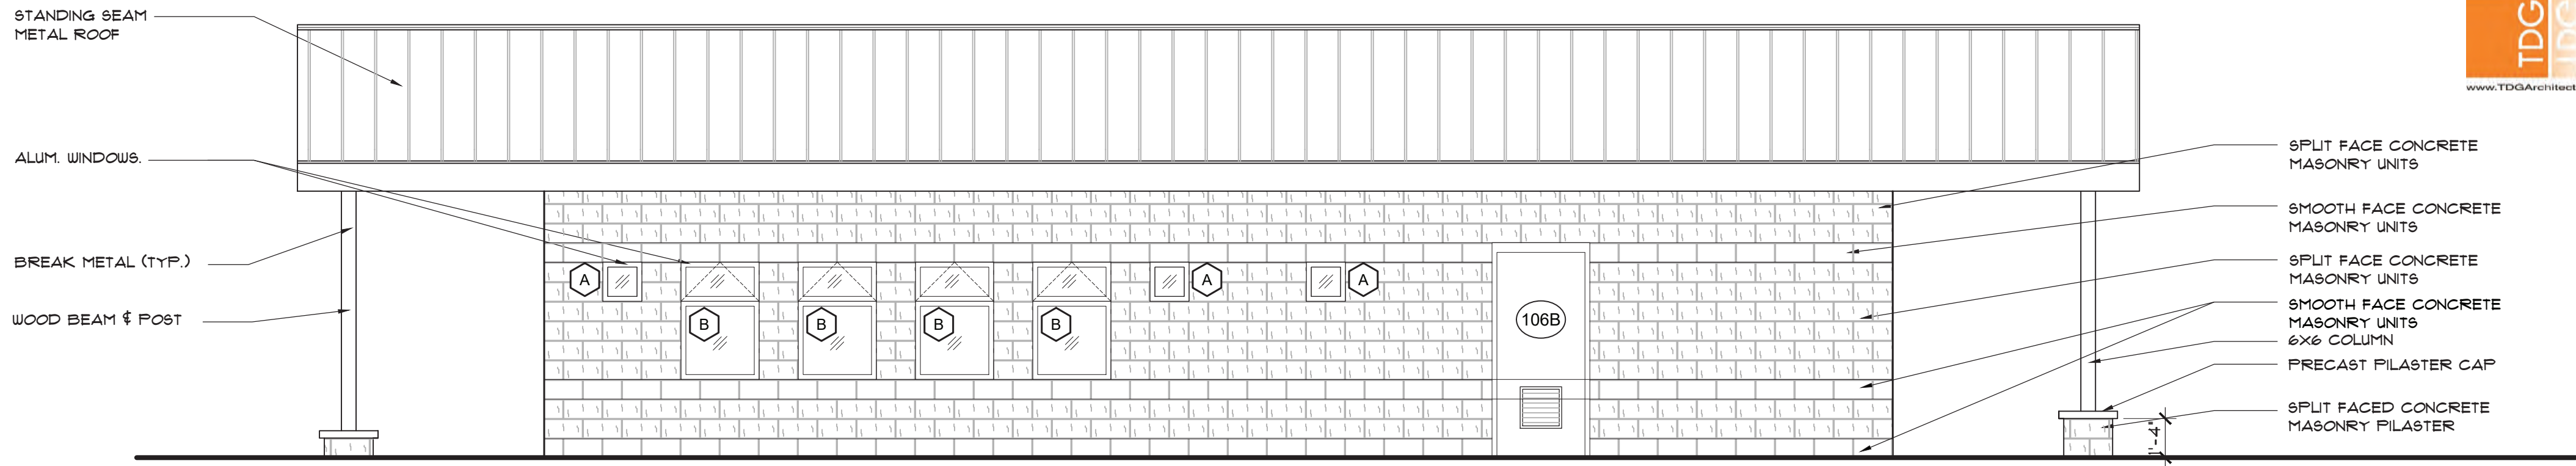 STANDING SEAM
METAL ROOF
ALUM. WINDOWS.
BREAK METAL (TYP.)
WOOD BEAM & POST
A
B
B
B
B
A
A
106B
TDG
www.TDGArchitect
SPLIT FACE CONCRETE
MASONRY UNITS
SMOOTH FACE CONCRETE
MASONRY UNITS
SPLIT FACE CONCRETE
MASONRY UNITS
SMOOTH FACE CONCRETE
MASONRY UNITS
6X6 COLUMN
PRECAST PILASTER CAP
SPLIT FACED CONCRETE
MASONRY PILASTER
1'-4"